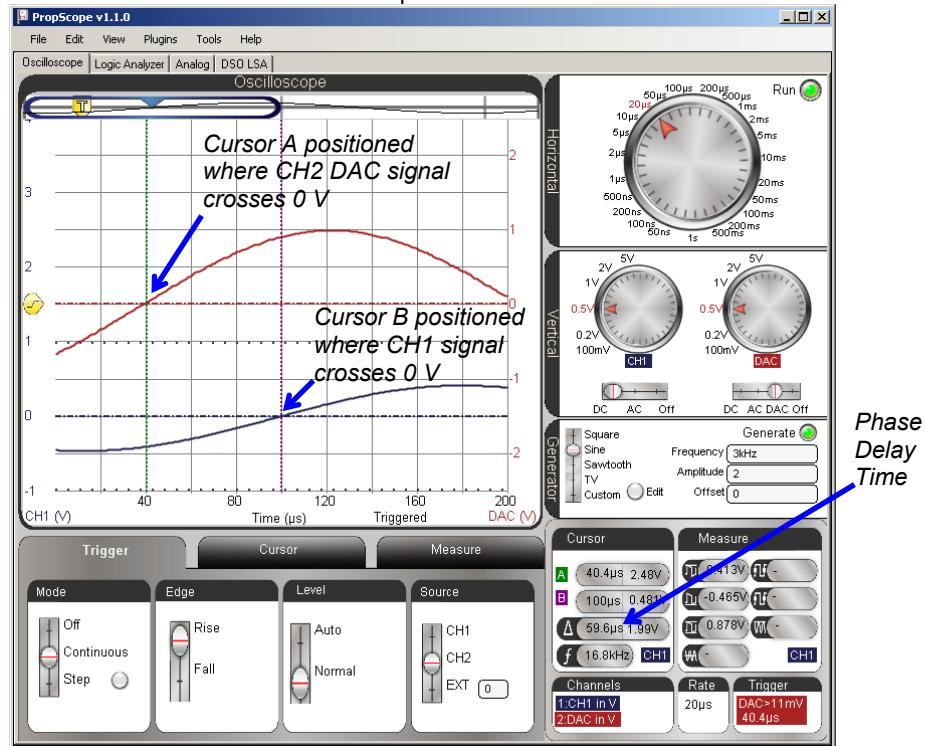 PropScope v1.1.0
File Edit View Plugins Tools Help
Oscilloscope Logic Analyzer Analog DSO LSA
Oscilloscope
T
4
3
2
1
0
-1
2
1
0
-1
-2
Cursor A positioned
where CH2 DAC signal
crosses 0 V
Cursor B positioned
where CH1 signal
crosses 0 V
40 80 120 160 200
CH1 (V) Time (µs) Triggered DAC (V)
Horizontal
Run
50ns 100ns 200ns 500ns 1µs 2µs 5µs 10µs 20µs 50µs 100µs 200µs 500µs 1ms 2ms 5ms 10ms 20ms 50ms 100ms 200ms 500ms 1s
Vertical
5V 2V 1V 0.5V 0.2V 100mV
CH1
DC AC Off
5V 2V 1V 0.5V 0.2V 100mV
DAC
DC AC DAC Off
Generator
Square
Sine
Sawtooth
TV
Custom Edit
Generate
Frequency 3kHz
Amplitude 2
Offset 0
Phase
Delay
Time
Trigger Cursor Measure
Mode
Off
Continuous
Step
Edge
Rise
Fall
Level
Auto
Normal
Source
CH1
CH2
EXT 0
Cursor
A 40.4µs 2.48V
B 100µs 0.481V
Δ 59.6µs 1.99V
f 16.8kHz CH1
Measure
0.413V -
-0.465V -
0.878V -
- CH1
Channels
1:CH1 in V
2:DAC in V
Rate
20µs
Trigger
DAC>11mV
40.4µs